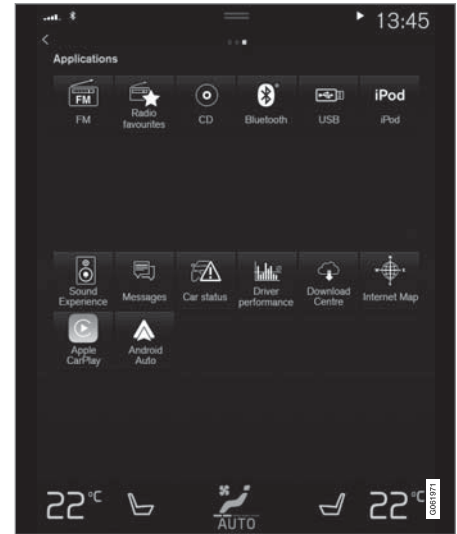 13:45
Applications
FM
iPod
FM
Radio
favourites
CD
Bluetooth
USB
iPod
Sound
Experience
Messages
Car status
Driver
performance
Download
Centre
Internet Map
Apple
CarPlay
Android
Auto
22°C
AUTO
22°C
G061971